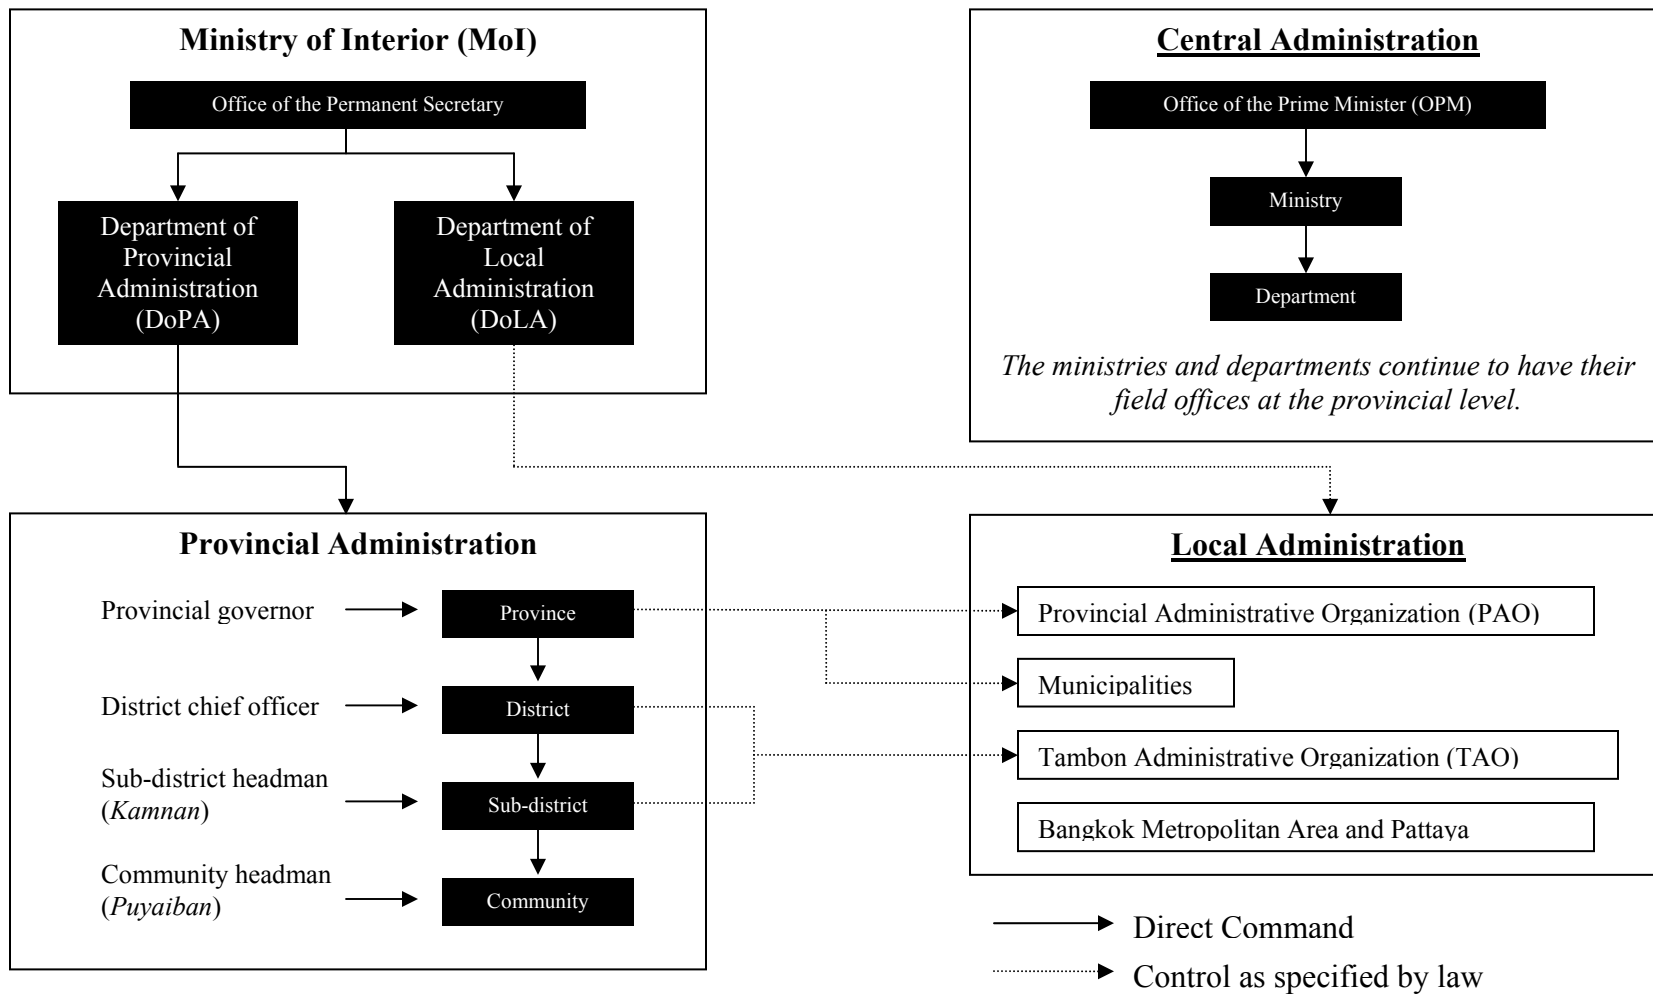 Ministry of Interior (MoI)
Office of the Permanent Secretary
Department of
Provincial
Administration
(DoPA)
Department of
Local
Administration
(DoLA)
Central Administration
Office of the Prime Minister (OPM)
Ministry
Department
The ministries and departments continue to have their
field offices at the provincial level.
Provincial Administration
Provincial governor
Province
District chief officer
District
Sub-district headman
(Kamnan)
Sub-district
Community headman
(Puyaiban)
Community
Local Administration
Provincial Administrative Organization (PAO)
Municipalities
Tambon Administrative Organization (TAO)
Bangkok Metropolitan Area and Pattaya
Direct Command
Control as specified by law